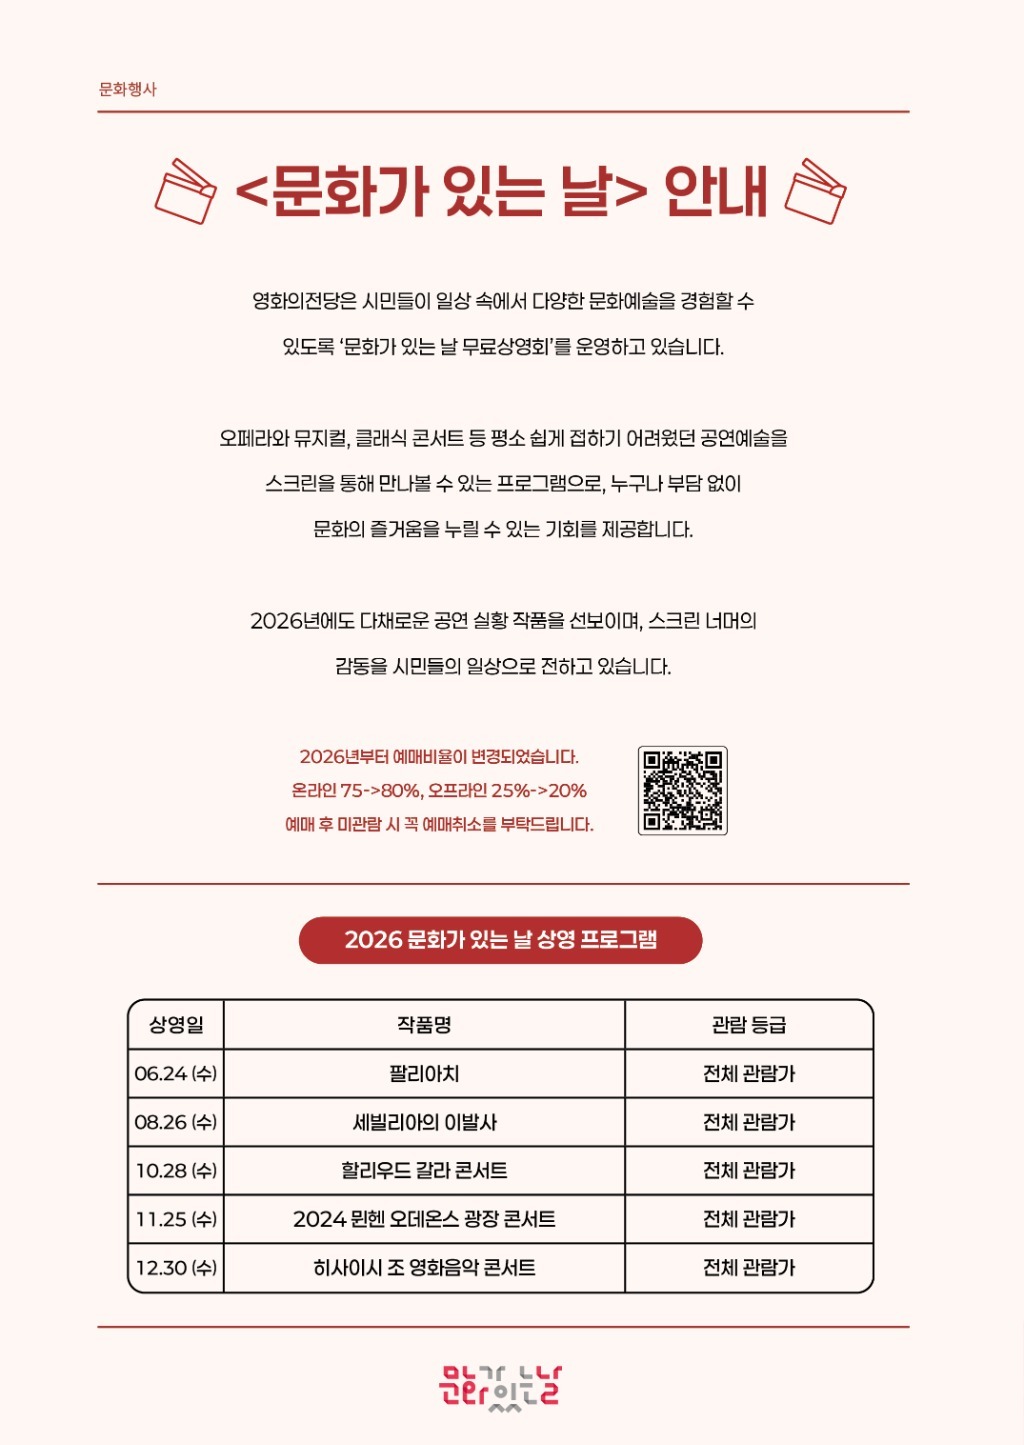 문화행사
<문화가 있는 날> 안내
영화의전당은 시민들이 일상 속에서 다양한 문화예술을 경험할 수
있도록 ‘문화가 있는 날 무료상영회’를 운영하고 있습니다.
오페라와 뮤지컬, 클래식 콘서트 등 평소 쉽게 접하기 어려웠던 공연예술을
스크린을 통해 만나볼 수 있는 프로그램으로, 누구나 부담 없이
문화의 즐거움을 누릴 수 있는 기회를 제공합니다.
2026년에도 다채로운 공연 실황 작품을 선보이며, 스크린 너머의
감동을 시민들의 일상으로 전하고 있습니다.
2026년부터 예매비율이 변경되었습니다.
온라인 75->80%, 오프라인 25%->20%
예매 후 미관람 시 꼭 예매취소를 부탁드립니다.
2026 문화가 있는 날 상영 프로그램
상영일 작품명 관람 등급
06.24 (수) 팔리아치 전체 관람가
08.26 (수) 세빌리아의 이발사 전체 관람가
10.28 (수) 할리우드 갈라 콘서트 전체 관람가
11.25 (수) 2024 뮌헨 오데온스 광장 콘서트 전체 관람가
12.30 (수) 히사이시 조 영화음악 콘서트 전체 관람가
문화가 있는 날